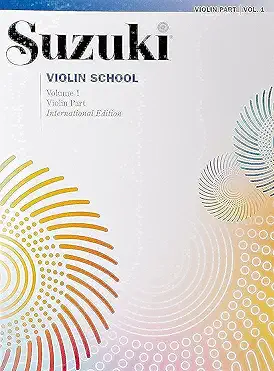 VIOLIN PART VOL. 1
Suzuki®
VIOLIN SCHOOL
Volume 1
Violin Part
International Edition